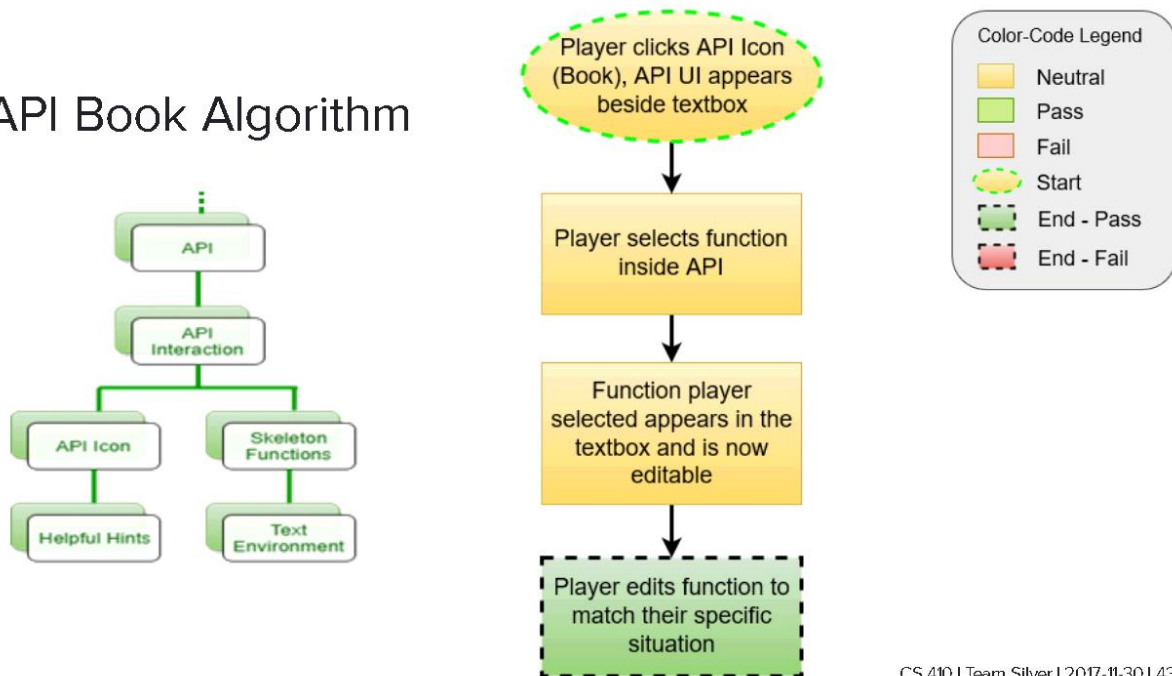 API Book Algorithm
API
API
Interaction
API Icon
Skeleton
Functions
Helpful Hints
Text
Environment
Player clicks API Icon
(Book), API UI appears
beside textbox
Player selects function
inside API
Function player
selected appears in the
textbox and is now
editable
Player edits function to
match their specific
situation
Color-Code Legend
Neutral
Pass
Fail
Start
End - Pass
End - Fail
CS 410 | Team Silver | 2017-11-30 | 43